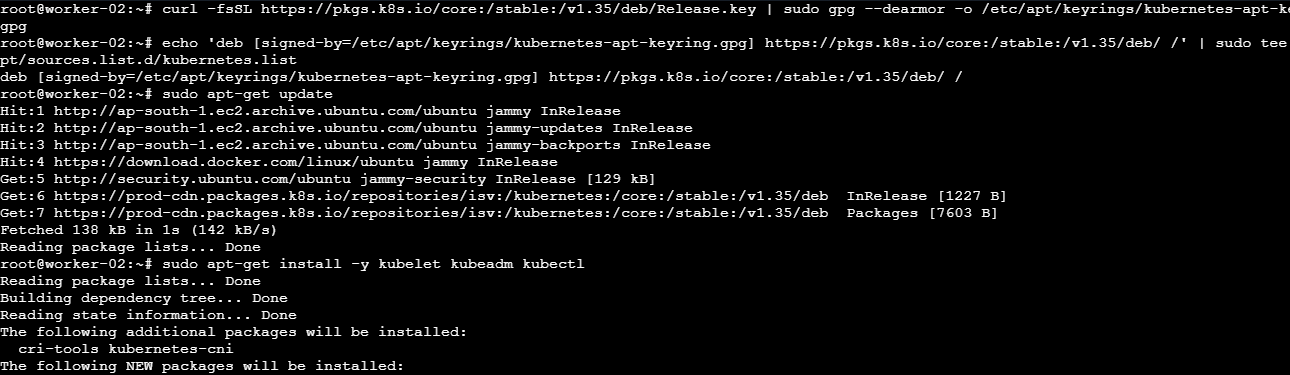 root@worker-02:~# curl -fsSL https://pkgs.k8s.io/core:/stable:/v1.35/deb/Release.key | sudo gpg --dearmor -o /etc/apt/keyrings/kubernetes-apt-ke
gpg
root@worker-02:~# echo 'deb [signed-by=/etc/apt/keyrings/kubernetes-apt-keyring.gpg] https://pkgs.k8s.io/core:/stable:/v1.35/deb/ /' | sudo tee
pt/sources.list.d/kubernetes.list
deb [signed-by=/etc/apt/keyrings/kubernetes-apt-keyring.gpg] https://pkgs.k8s.io/core:/stable:/v1.35/deb/ /
root@worker-02:~# sudo apt-get update
Hit:1 http://ap-south-1.ec2.archive.ubuntu.com/ubuntu jammy InRelease
Hit:2 http://ap-south-1.ec2.archive.ubuntu.com/ubuntu jammy-updates InRelease
Hit:3 http://ap-south-1.ec2.archive.ubuntu.com/ubuntu jammy-backports InRelease
Hit:4 https://download.docker.com/linux/ubuntu jammy InRelease
Get:5 http://security.ubuntu.com/ubuntu jammy-security InRelease [129 kB]
Get:6 https://prod-cdn.packages.k8s.io/repositories/isv:/kubernetes:/core:/stable:/v1.35/deb  InRelease [1227 B]
Get:7 https://prod-cdn.packages.k8s.io/repositories/isv:/kubernetes:/core:/stable:/v1.35/deb  Packages [7603 B]
Fetched 138 kB in 1s (142 kB/s)
Reading package lists... Done
root@worker-02:~# sudo apt-get install -y kubelet kubeadm kubectl
Reading package lists... Done
Building dependency tree... Done
Reading state information... Done
The following additional packages will be installed:
  cri-tools kubernetes-cni
The following NEW packages will be installed: